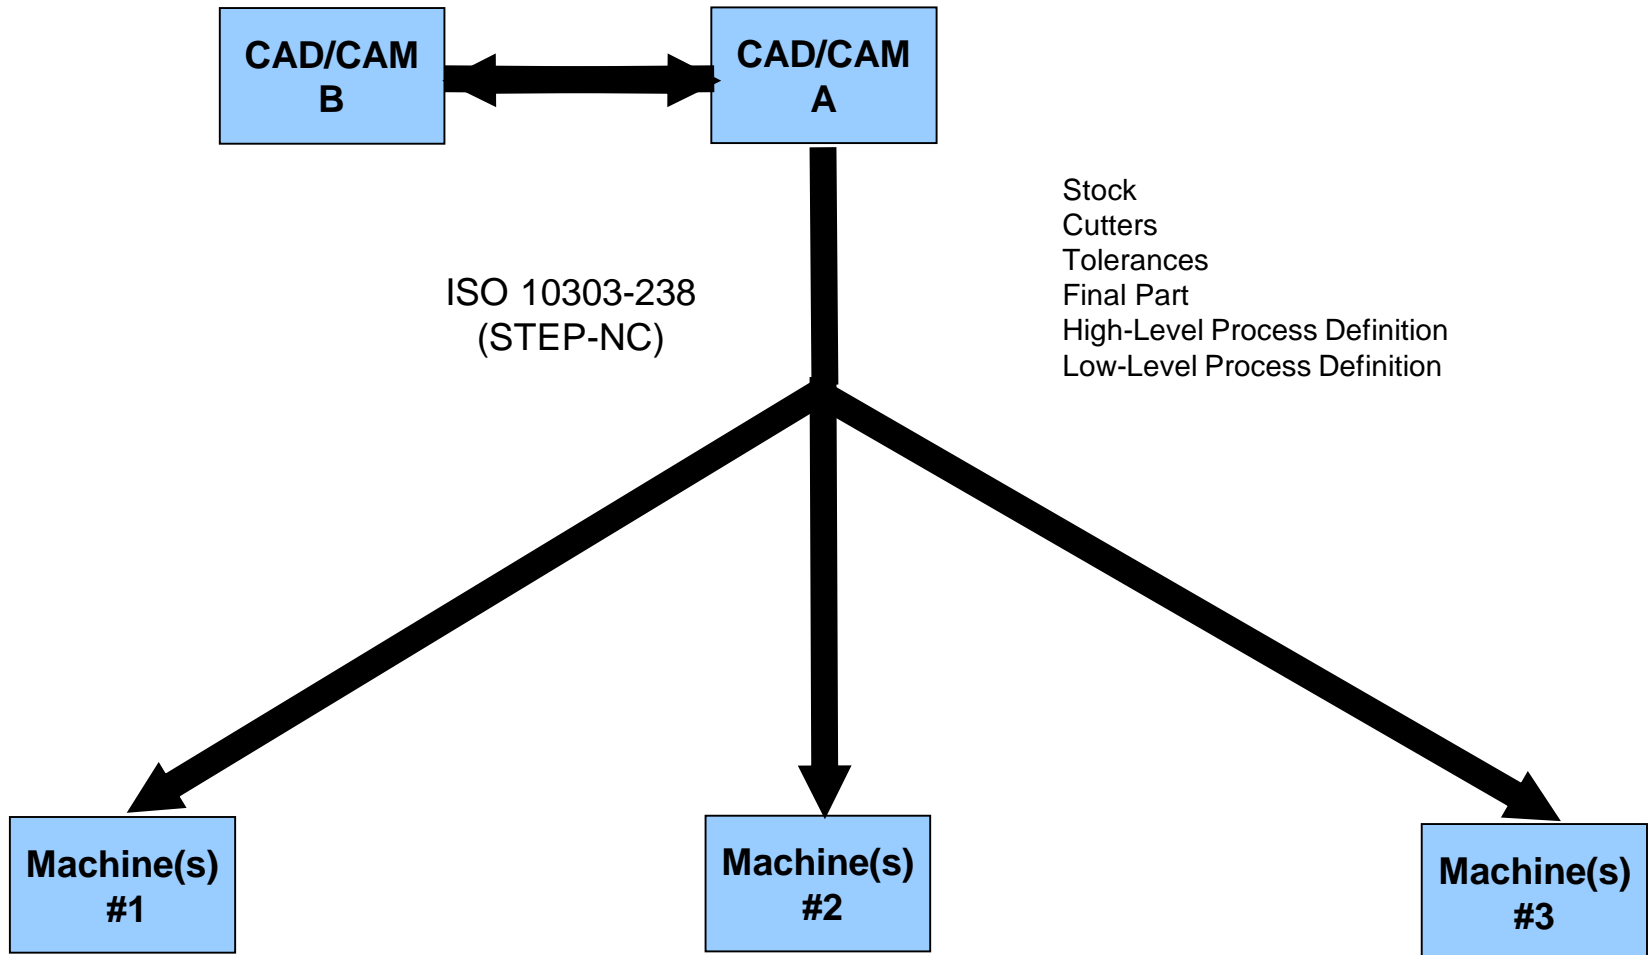 CAD/CAM
B
CAD/CAM
A
Stock
Cutters
Tolerances
Final Part
High-Level Process Definition
Low-Level Process Definition
ISO 10303-238
(STEP-NC)
Machine(s)
#1
Machine(s)
#2
Machine(s)
#3